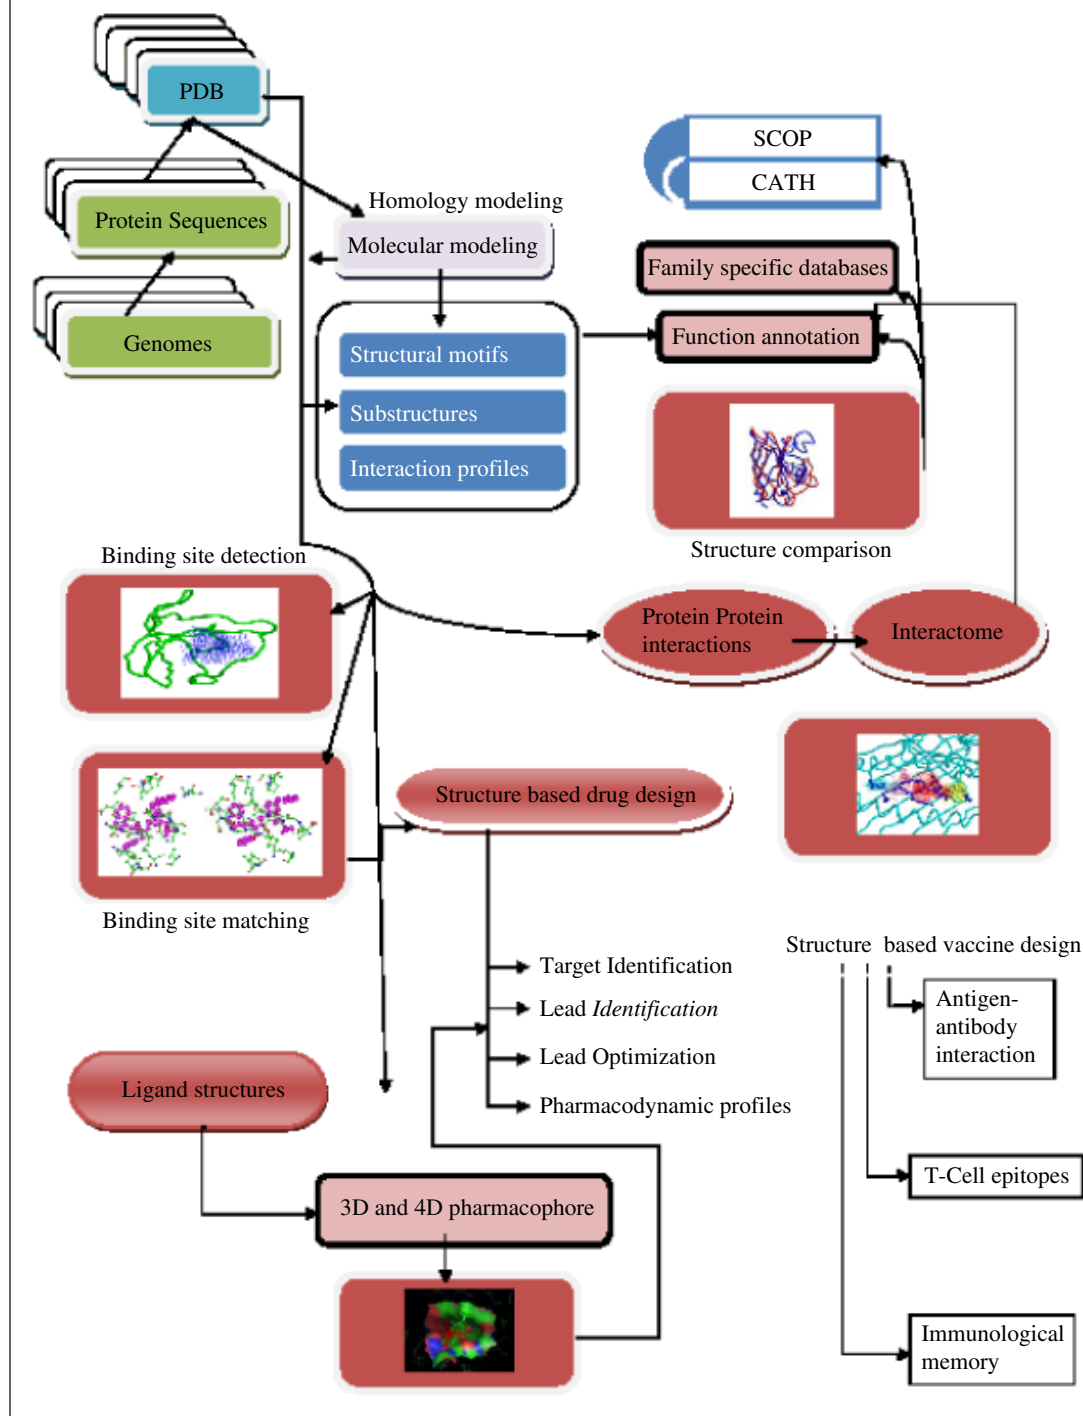 PDB
SCOP
CATH
Homology modeling
Protein Sequences
Molecular modeling
Family specific databases
Genomes
Function annotation
Structural motifs
Substructures
Interaction profiles
Structure comparison
Binding site detection
Protein Protein
interactions
Interactome
Structure based drug design
Binding site matching
Structure based vaccine design
Target Identification
Lead Identification
Lead Optimization
Pharmacodynamic profiles
Antigen-
antibody
interaction
Ligand structures
T-Cell epitopes
3D and 4D pharmacophore
Immunological
memory